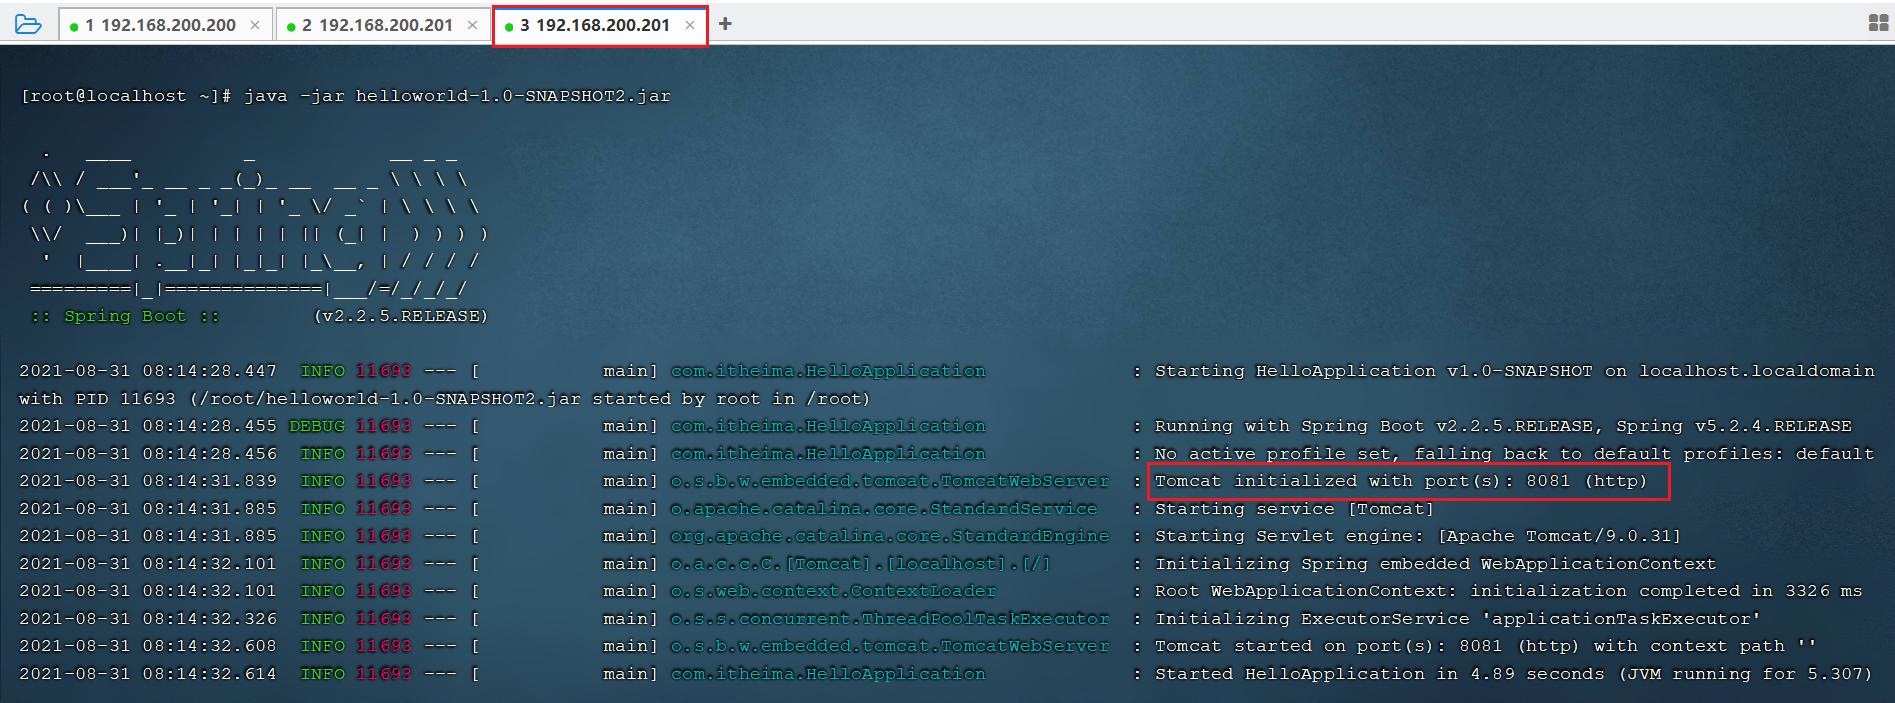 1 192.168.200.200 × 2 192.168.200.201 × 3 192.168.200.201 × +
[root@localhost ~]# java -jar helloworld-1.0-SNAPSHOT2.jar
  .   ____          _            __ _ _
 /\\ / ___'_ __ _ _(_)_ __  __ _ \ \ \ \
( ( )\___ | '_ | '_| | '_ \/ _` | \ \ \ \
 \\/  ___)| |_)| | | | | || (_| |  ) ) ) )
  '  |____| .__|_| |_|_| |_\__, | / / / /
 =========|_|==============|___/=/_/_/_/
 :: Spring Boot ::        (v2.2.5.RELEASE)
2021-08-31 08:14:28.447  INFO 11693 --- [           main] com.itheima.HelloApplication             : Starting HelloApplication v1.0-SNAPSHOT on localhost.localdomain
with PID 11693 (/root/helloworld-1.0-SNAPSHOT2.jar started by root in /root)
2021-08-31 08:14:28.455 DEBUG 11693 --- [           main] com.itheima.HelloApplication             : Running with Spring Boot v2.2.5.RELEASE, Spring v5.2.4.RELEASE
2021-08-31 08:14:28.456  INFO 11693 --- [           main] com.itheima.HelloApplication             : No active profile set, falling back to default profiles: default
2021-08-31 08:14:31.839  INFO 11693 --- [           main] o.s.b.w.embedded.tomcat.TomcatWebServer  : Tomcat initialized with port(s): 8081 (http)
2021-08-31 08:14:31.885  INFO 11693 --- [           main] o.apache.catalina.core.StandardService   : Starting service [Tomcat]
2021-08-31 08:14:31.885  INFO 11693 --- [           main] org.apache.catalina.core.StandardEngine  : Starting Servlet engine: [Apache Tomcat/9.0.31]
2021-08-31 08:14:32.101  INFO 11693 --- [           main] o.a.c.c.C.[Tomcat].[localhost].[/]       : Initializing Spring embedded WebApplicationContext
2021-08-31 08:14:32.101  INFO 11693 --- [           main] o.s.web.context.ContextLoader            : Root WebApplicationContext: initialization completed in 3326 ms
2021-08-31 08:14:32.326  INFO 11693 --- [           main] o.s.s.concurrent.ThreadPoolTaskExecutor  : Initializing ExecutorService 'applicationTaskExecutor'
2021-08-31 08:14:32.608  INFO 11693 --- [           main] o.s.b.w.embedded.tomcat.TomcatWebServer  : Tomcat started on port(s): 8081 (http) with context path ''
2021-08-31 08:14:32.614  INFO 11693 --- [           main] com.itheima.HelloApplication             : Started HelloApplication in 4.89 seconds (JVM running for 5.307)